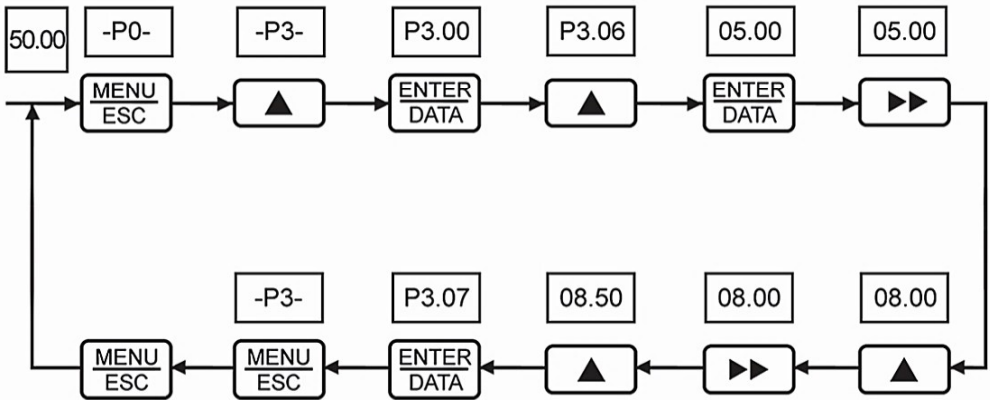 50.00 -P0- -P3- P3.00 P3.06 05.00 05.00
MENU ENTER ENTER
ESC DATA DATA
-P3- P3.07 08.50 08.00 08.00
MENU MENU ENTER
ESC ESC DATA